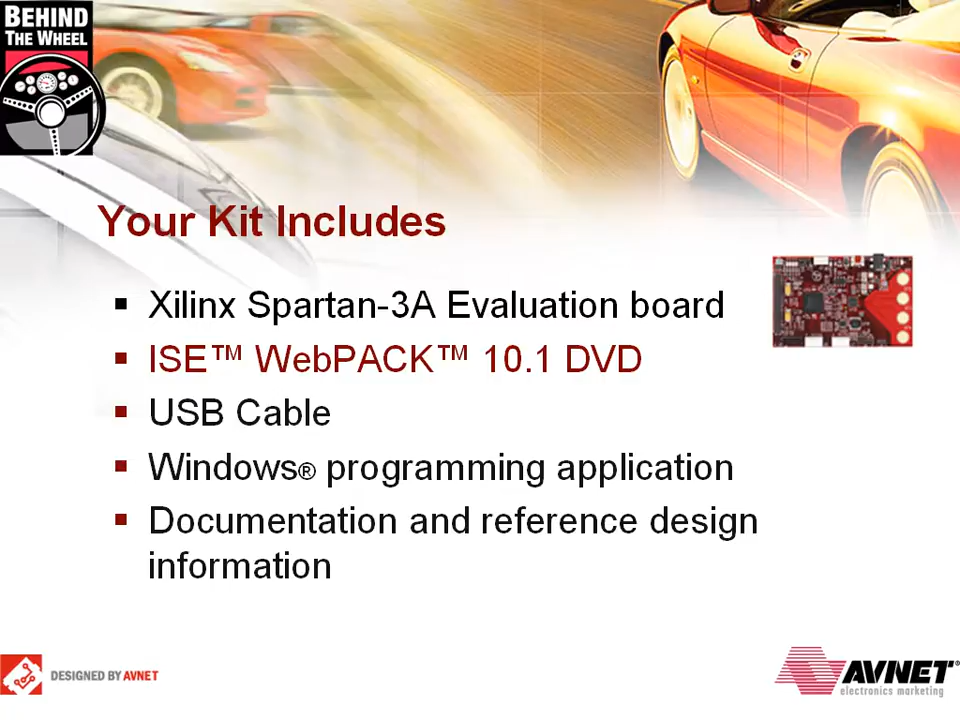 BEHIND
THE WHEEL
Your Kit Includes
▪ Xilinx Spartan-3A Evaluation board
▪ ISE™ WebPACK™ 10.1 DVD
▪ USB Cable
▪ Windows® programming application
▪ Documentation and reference design
information
DESIGNED BY AVNET
AVNET®
electronics marketing